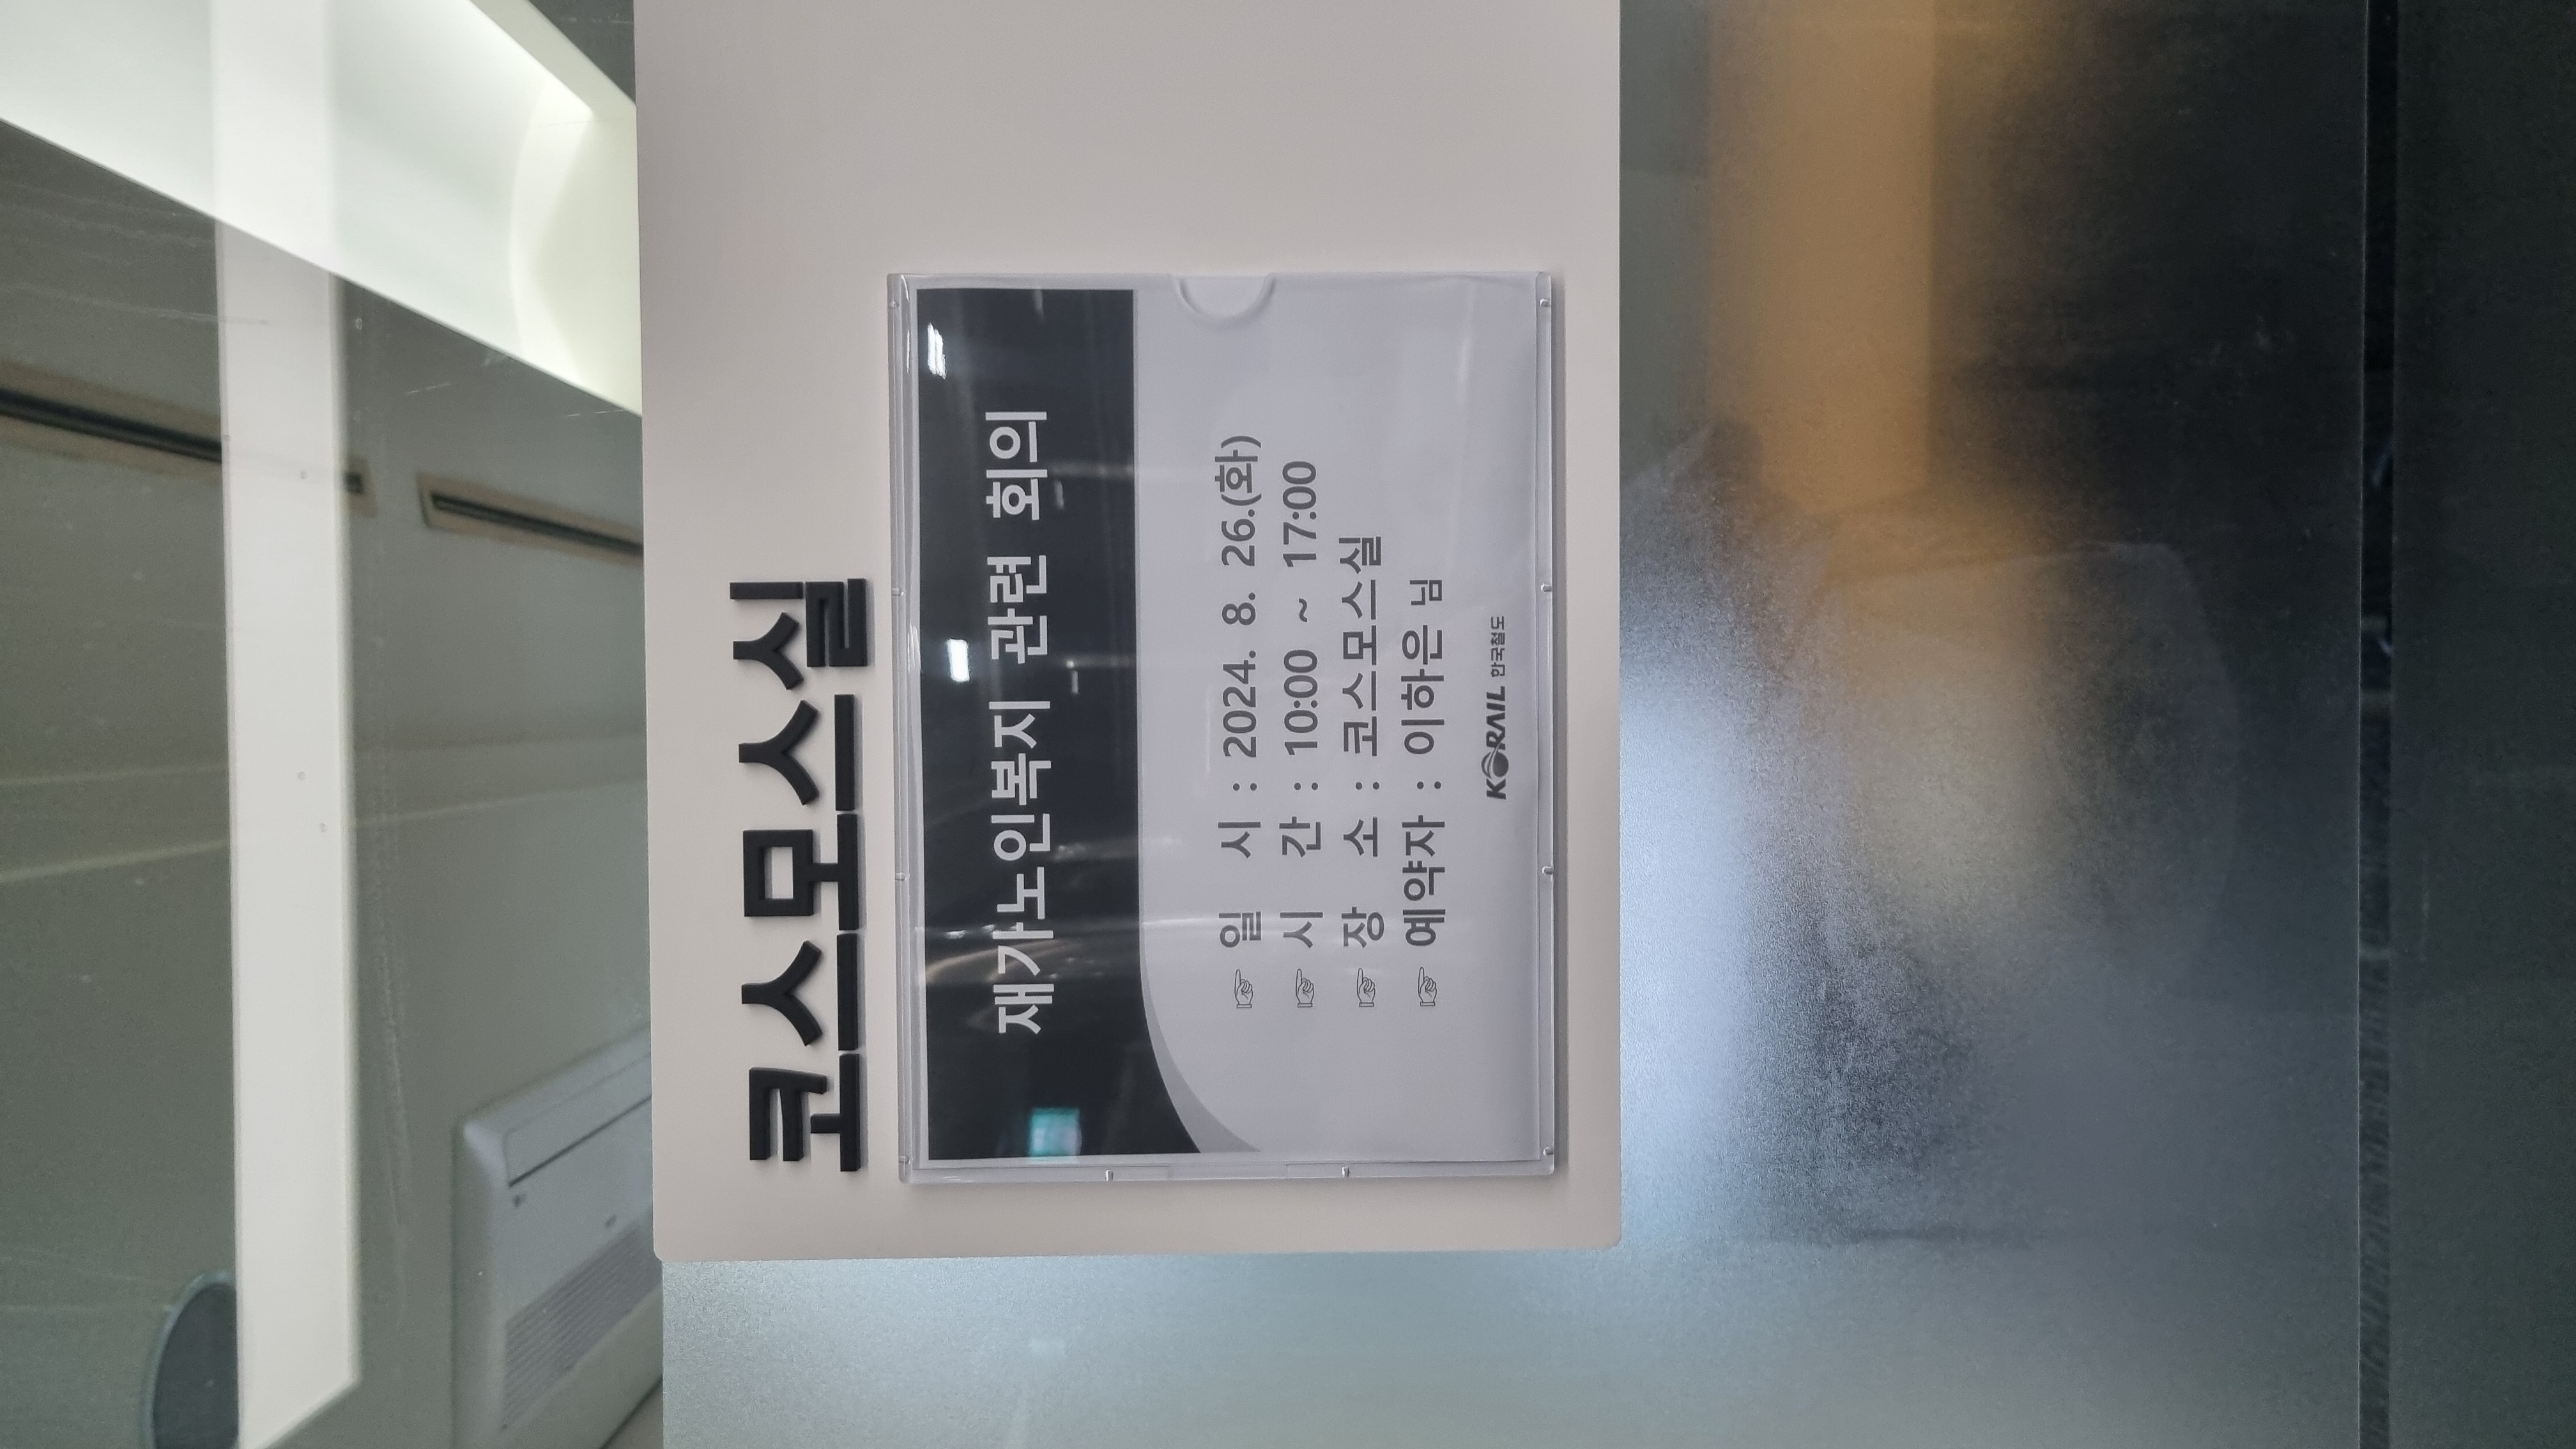 코스모스실
재가노인복지 관련 회의
☞ 일 시 : 2024. 8. 26.(화)
☞ 시 간 : 10:00 ~ 17:00
☞ 장 소 : 코스모스실
☞ 예약자 : 이하은 님
KORAIL 한국철도